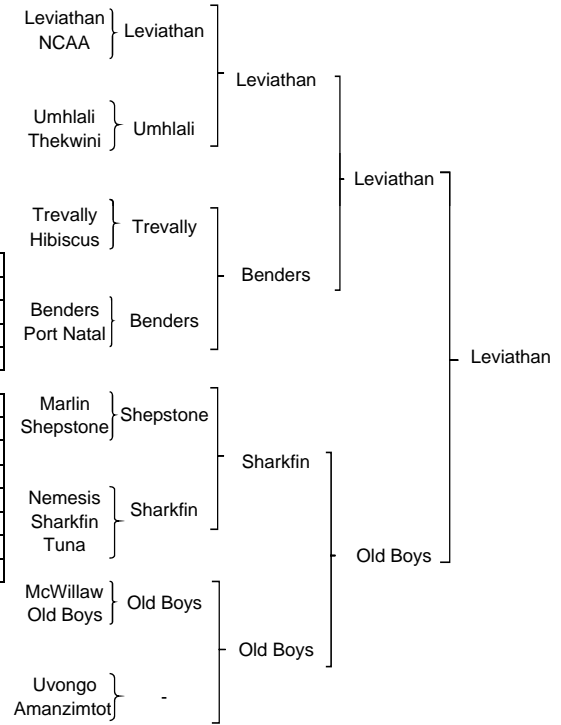 Leviathan
NCAA
Leviathan
Leviathan
Umhlali
Thekwini
Umhlali
Leviathan
Trevally
Hibiscus
Trevally
Benders
Benders
Port Natal
Benders
Leviathan
Marlin
Shepstone
Shepstone
Sharkfin
Nemesis
Sharkfin
Tuna
Sharkfin
Old Boys
McWillaw
Old Boys
Old Boys
Old Boys
Uvongo
Amanzimtot
-